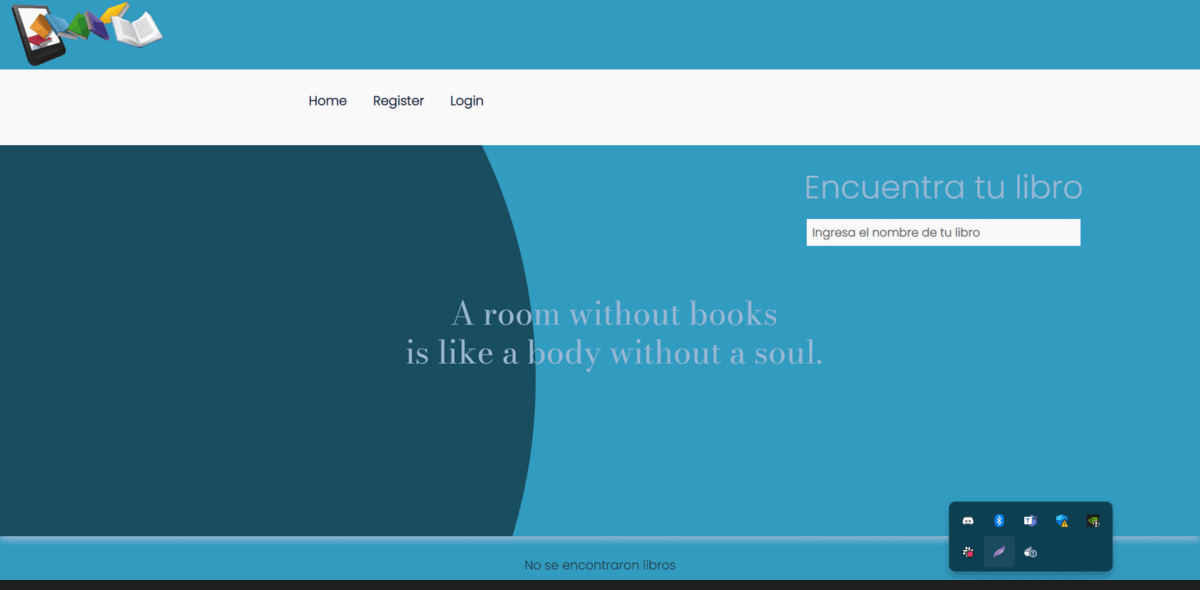 Home Register Login
Encuentra tu libro
Ingresa el nombre de tu libro
A room without books
is like a body without a soul.
No se encontraron libros